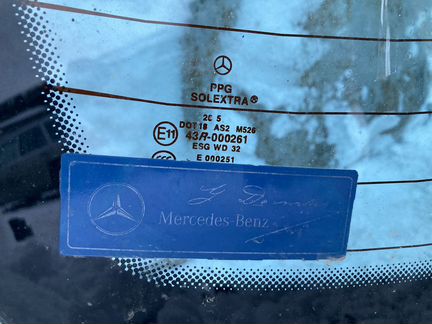 PPG
SOLEXTRA®
DOT 18 AS2 M526
E11 43R-000261
ESG WD 32
E 000251
Mercedes-Benz